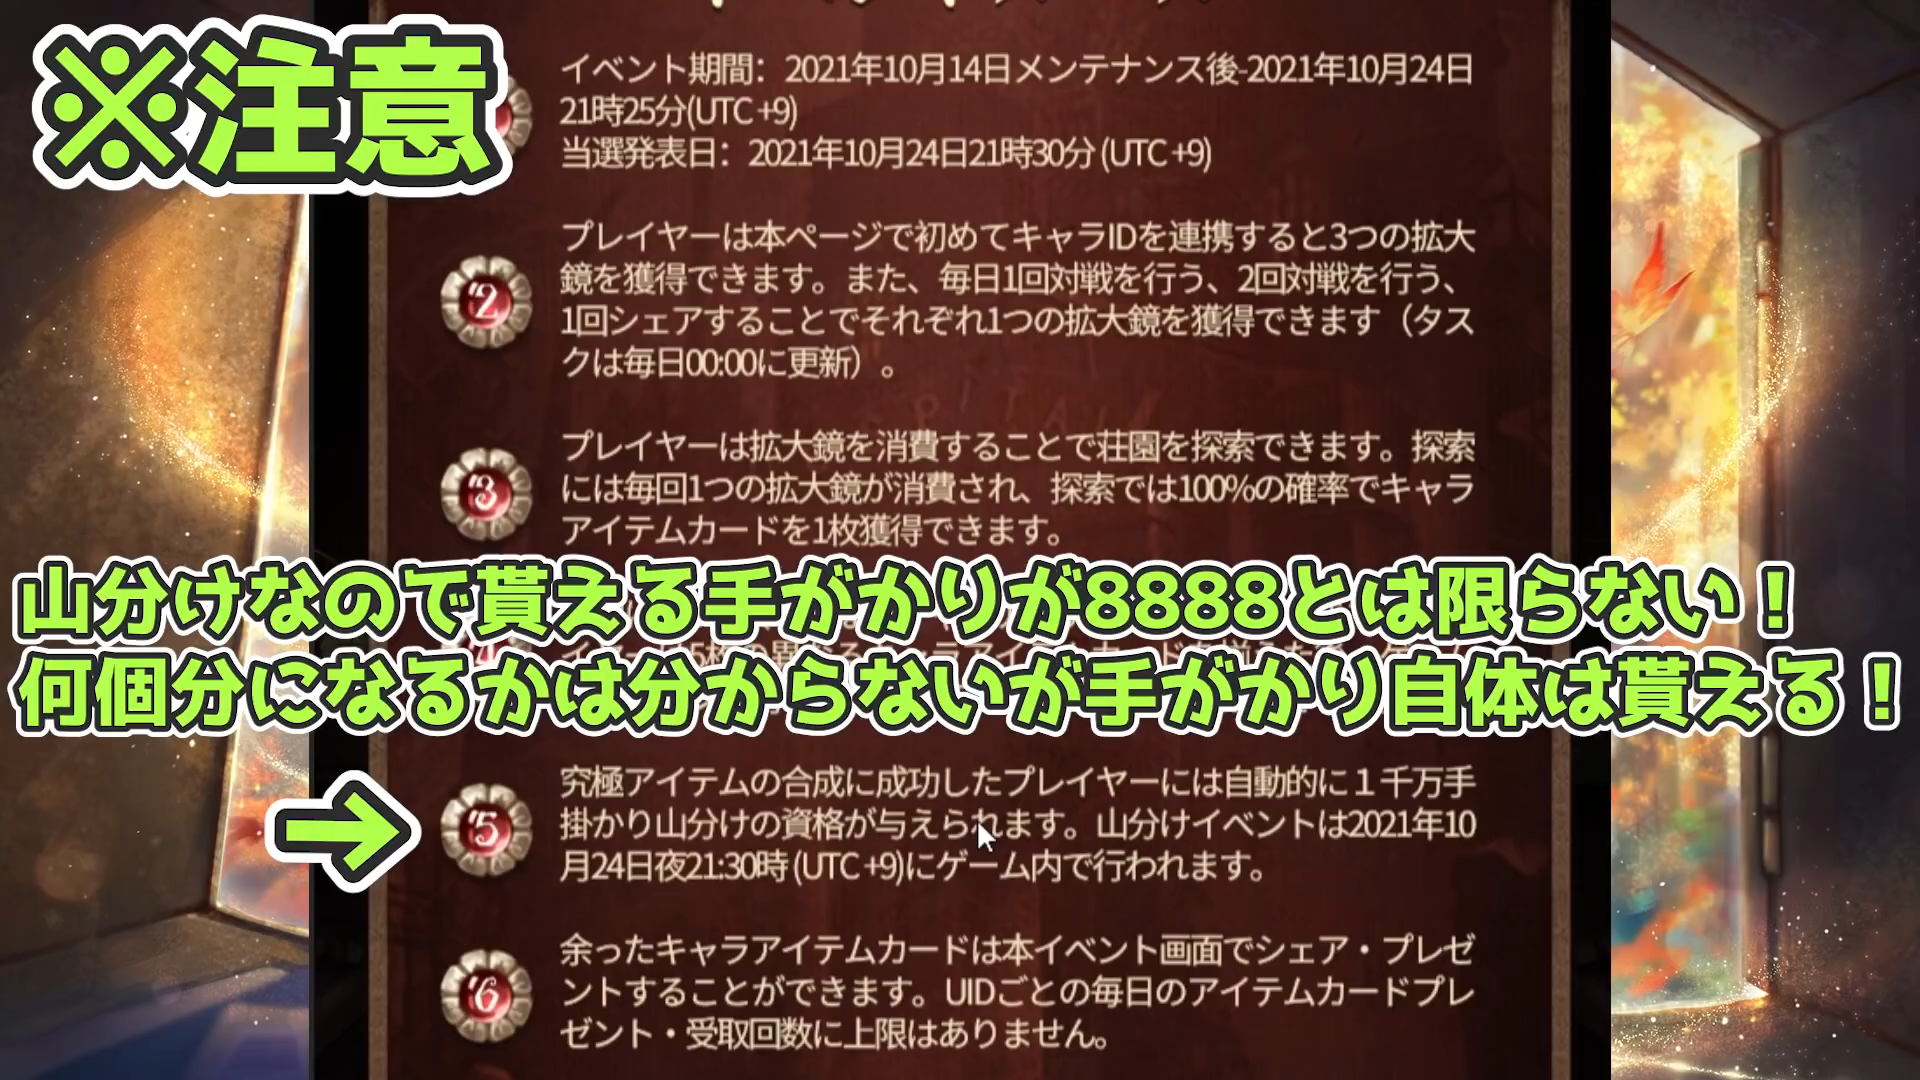 ※注意
イベント期間：2021年10月14日メンテナンス後-2021年10月24日
21時25分(UTC +9)
当選発表日：2021年10月24日21時30分 (UTC +9)
2
プレイヤーは本ページで初めてキャラIDを連携すると3つの拡大
鏡を獲得できます。また、毎日1回対戦を行う、2回対戦を行う、
1回シェアすることでそれぞれ1つの拡大鏡を獲得できます（タス
クは毎日00:00に更新）。
3
プレイヤーは拡大鏡を消費することで荘園を探索できます。探索
には毎回1つの拡大鏡が消費され、探索では100%の確率でキャラ
アイテムカードを1枚獲得できます。
山分けなので貰える手がかりが8888とは限らない！
何個分になるかは分からないが手がかり自体は貰える！
→
5
究極アイテムの合成に成功したプレイヤーには自動的に１千万手
掛かり山分けの資格が与えられます。山分けイベントは2021年10
月24日夜21:30時 (UTC +9)にゲーム内で行われます。
6
余ったキャラアイテムカードは本イベント画面でシェア・プレゼ
ントすることができます。UIDごとの毎日のアイテムカードプレ
ゼント・受取回数に上限はありません。